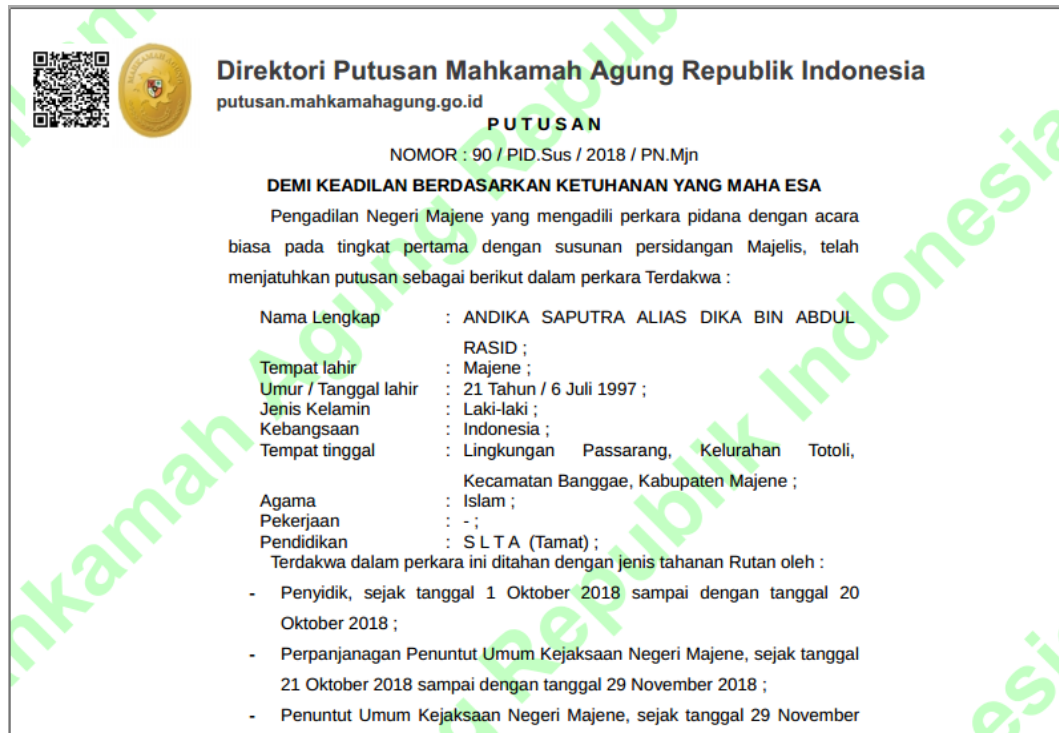 Direktori Putusan Mahkamah Agung Republik Indonesia
putusan.mahkamahagung.go.id
P U T U S A N
NOMOR : 90 / PID.Sus / 2018 / PN.Mjn
DEMI KEADILAN BERDASARKAN KETUHANAN YANG MAHA ESA
Pengadilan Negeri Majene yang mengadili perkara pidana dengan acara
biasa pada tingkat pertama dengan susunan persidangan Majelis, telah
menjatuhkan putusan sebagai berikut dalam perkara Terdakwa :
Nama Lengkap : ANDIKA SAPUTRA ALIAS DIKA BIN ABDUL
RASID ;
Tempat lahir : Majene ;
Umur / Tanggal lahir : 21 Tahun / 6 Juli 1997 ;
Jenis Kelamin : Laki-laki ;
Kebangsaan : Indonesia ;
Tempat tinggal : Lingkungan Passarang, Kelurahan Totoli,
Kecamatan Banggae, Kabupaten Majene ;
Agama : Islam ;
Pekerjaan : - ;
Pendidikan : S L T A (Tamat) ;
Terdakwa dalam perkara ini ditahan dengan jenis tahanan Rutan oleh :
- Penyidik, sejak tanggal 1 Oktober 2018 sampai dengan tanggal 20
Oktober 2018 ;
- Perpanjanagan Penuntut Umum Kejaksaan Negeri Majene, sejak tanggal
21 Oktober 2018 sampai dengan tanggal 29 November 2018 ;
- Penuntut Umum Kejaksaan Negeri Majene, sejak tanggal 29 November